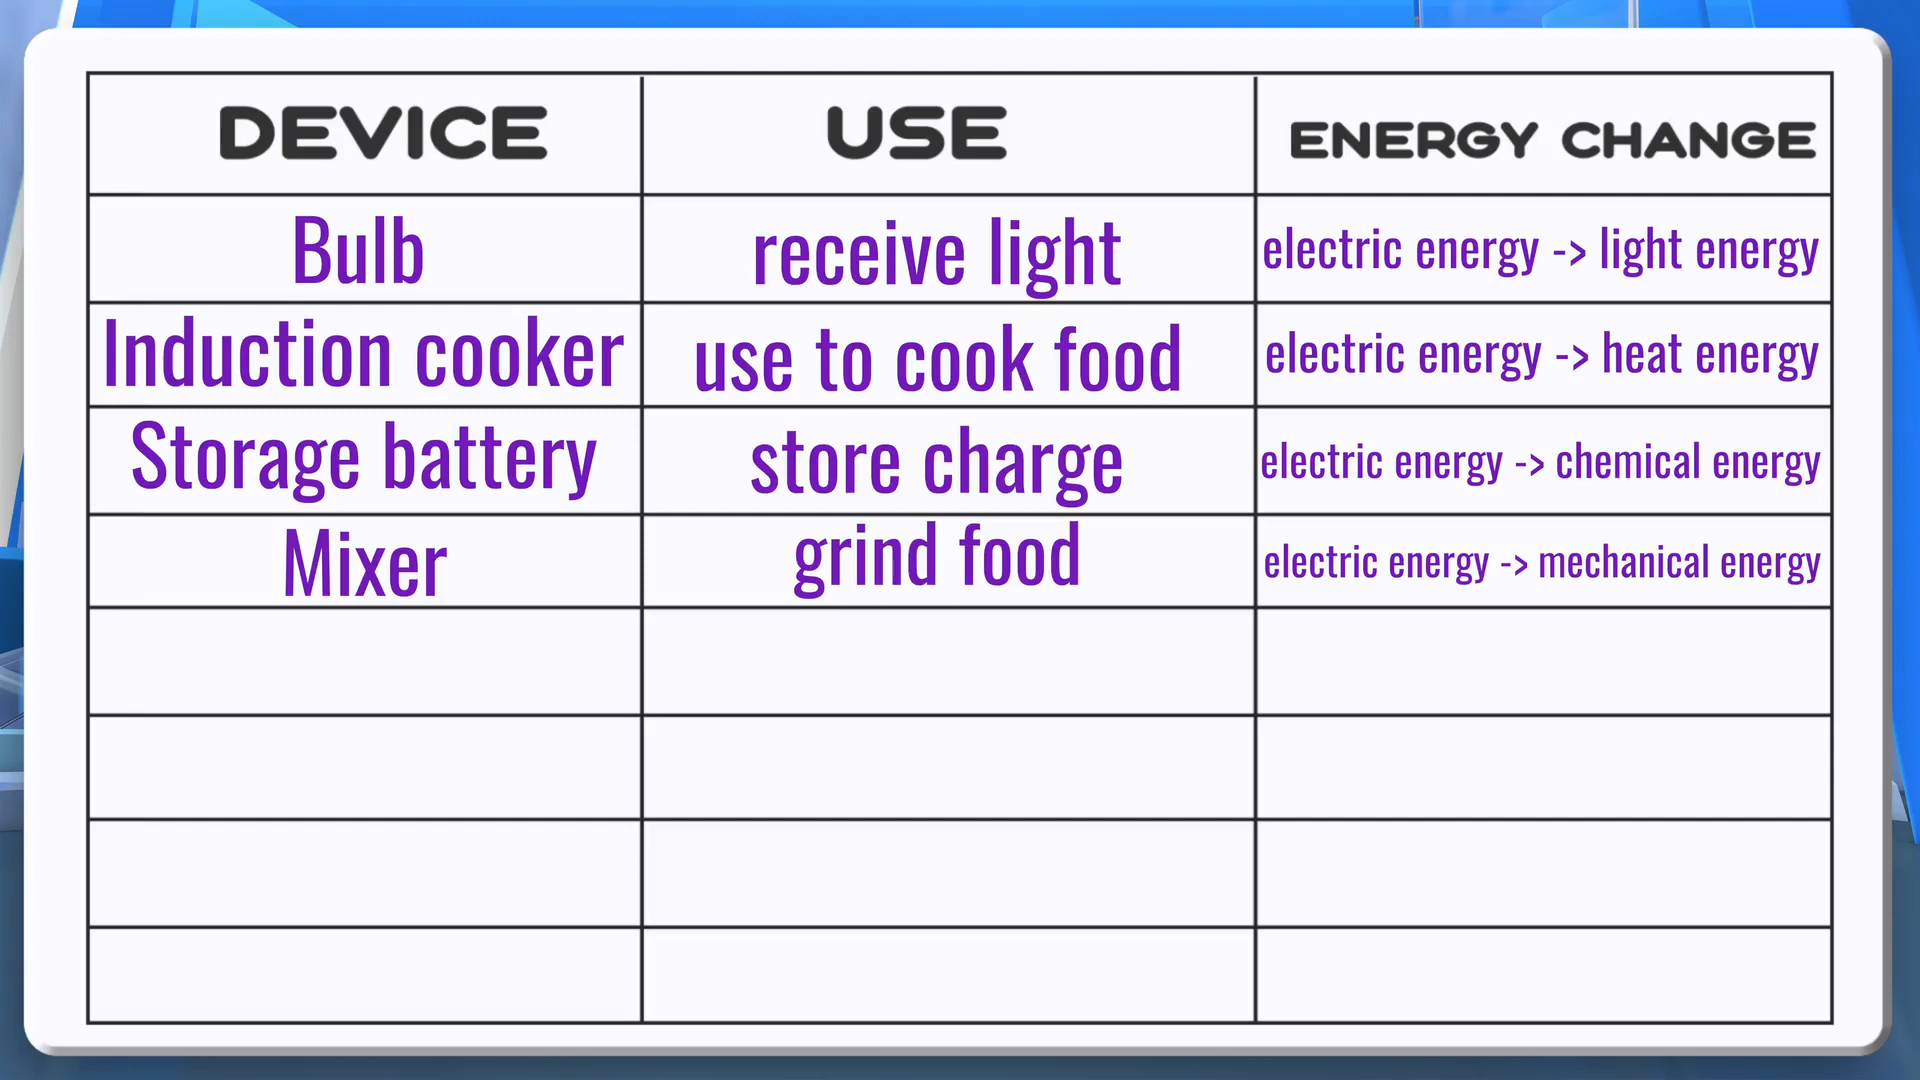 DEVICE USE ENERGY CHANGE
Bulb receive light electric energy -> light energy
Induction cooker use to cook food electric energy -> heat energy
Storage battery store charge electric energy -> chemical energy
Mixer grind food electric energy -> mechanical energy